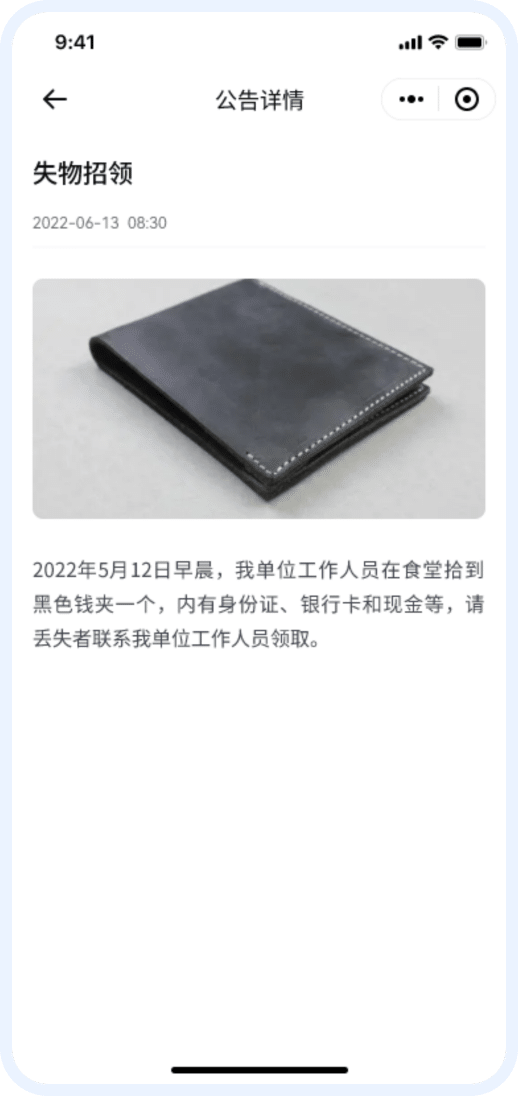 9:41
公告详情
失物招领
2022-06-13 08:30
2022年5月12日早晨，我单位工作人员在食堂拾到
黑色钱夹一个，内有身份证、银行卡和现金等，请
丢失者联系我单位工作人员领取。